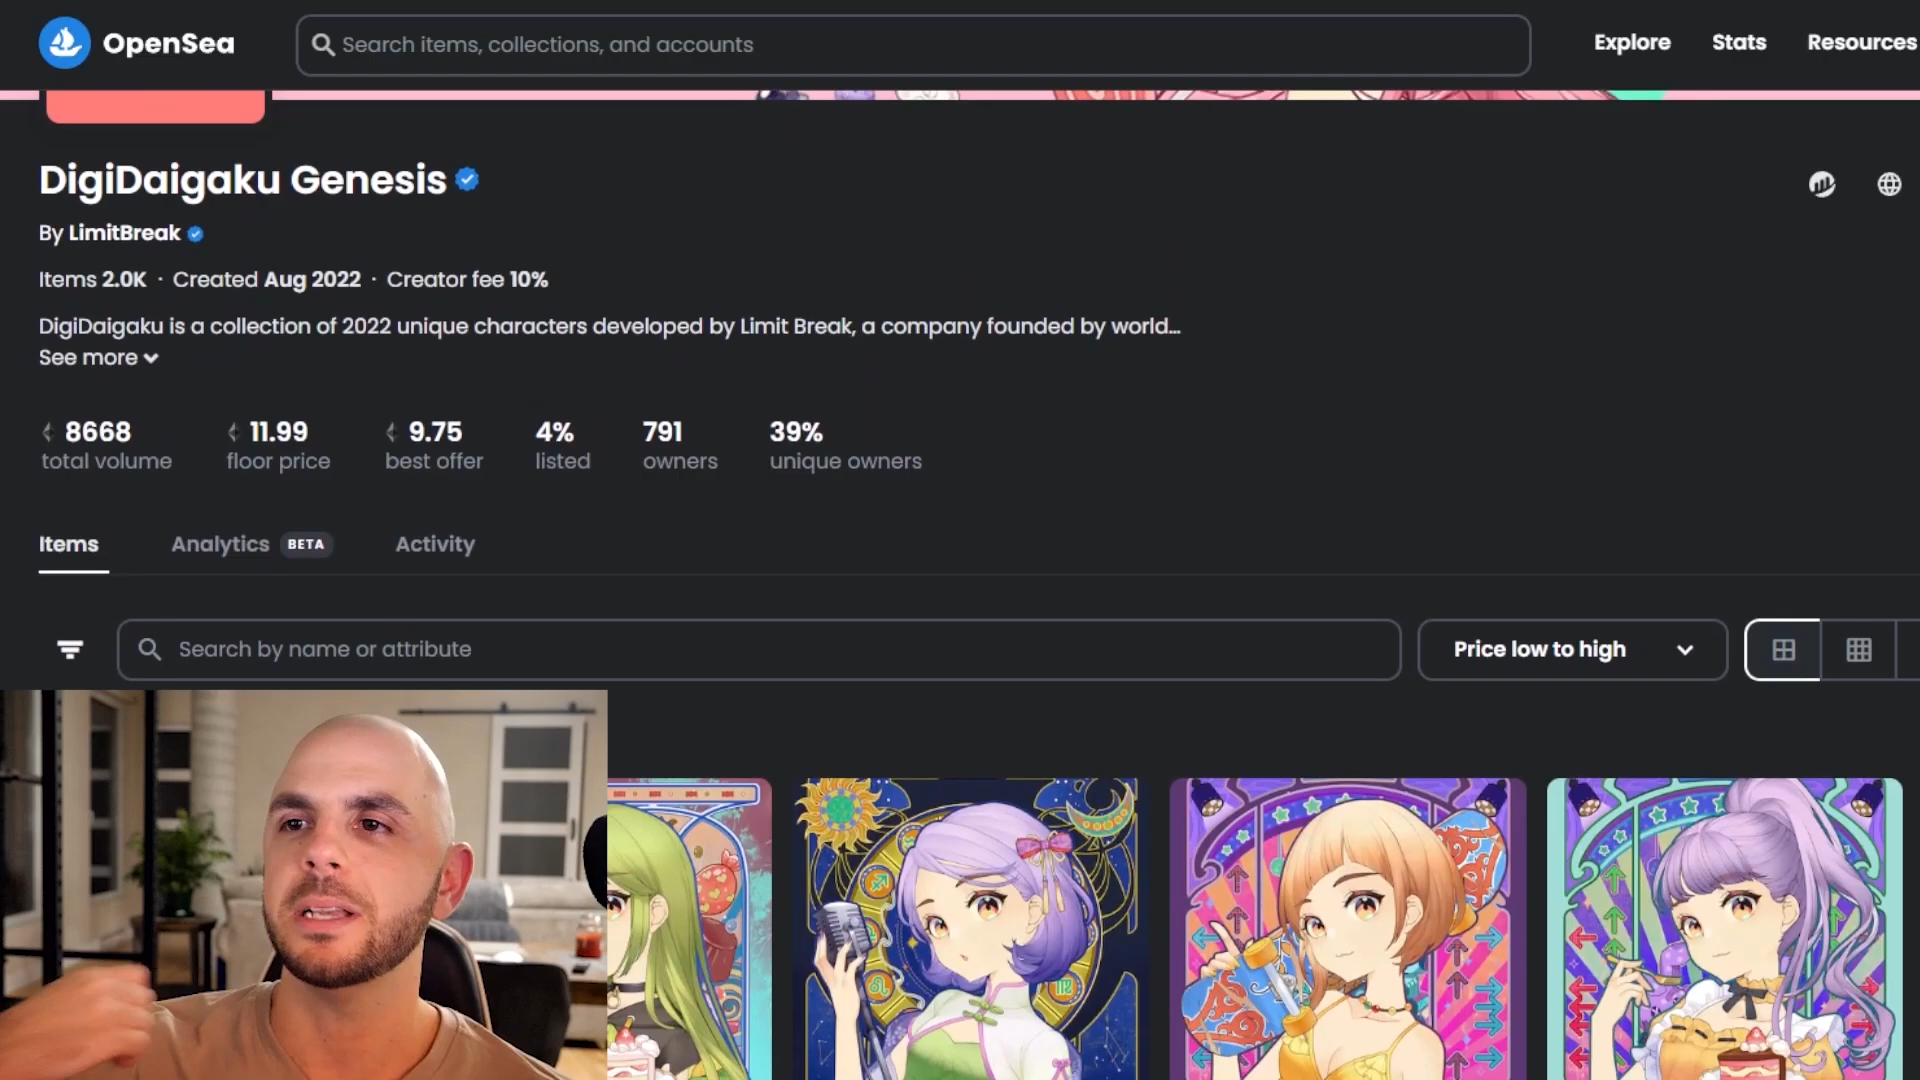 OpenSea
Search items, collections, and accounts
Explore
Stats
Resources
DigiDaigaku Genesis
By LimitBreak
Items 2.0K · Created Aug 2022 · Creator fee 10%
DigiDaigaku is a collection of 2022 unique characters developed by Limit Break, a company founded by world...
See more
8668
total volume
11.99
floor price
9.75
best offer
4%
listed
791
owners
39%
unique owners
Items
Analytics BETA
Activity
Search by name or attribute
Price low to high